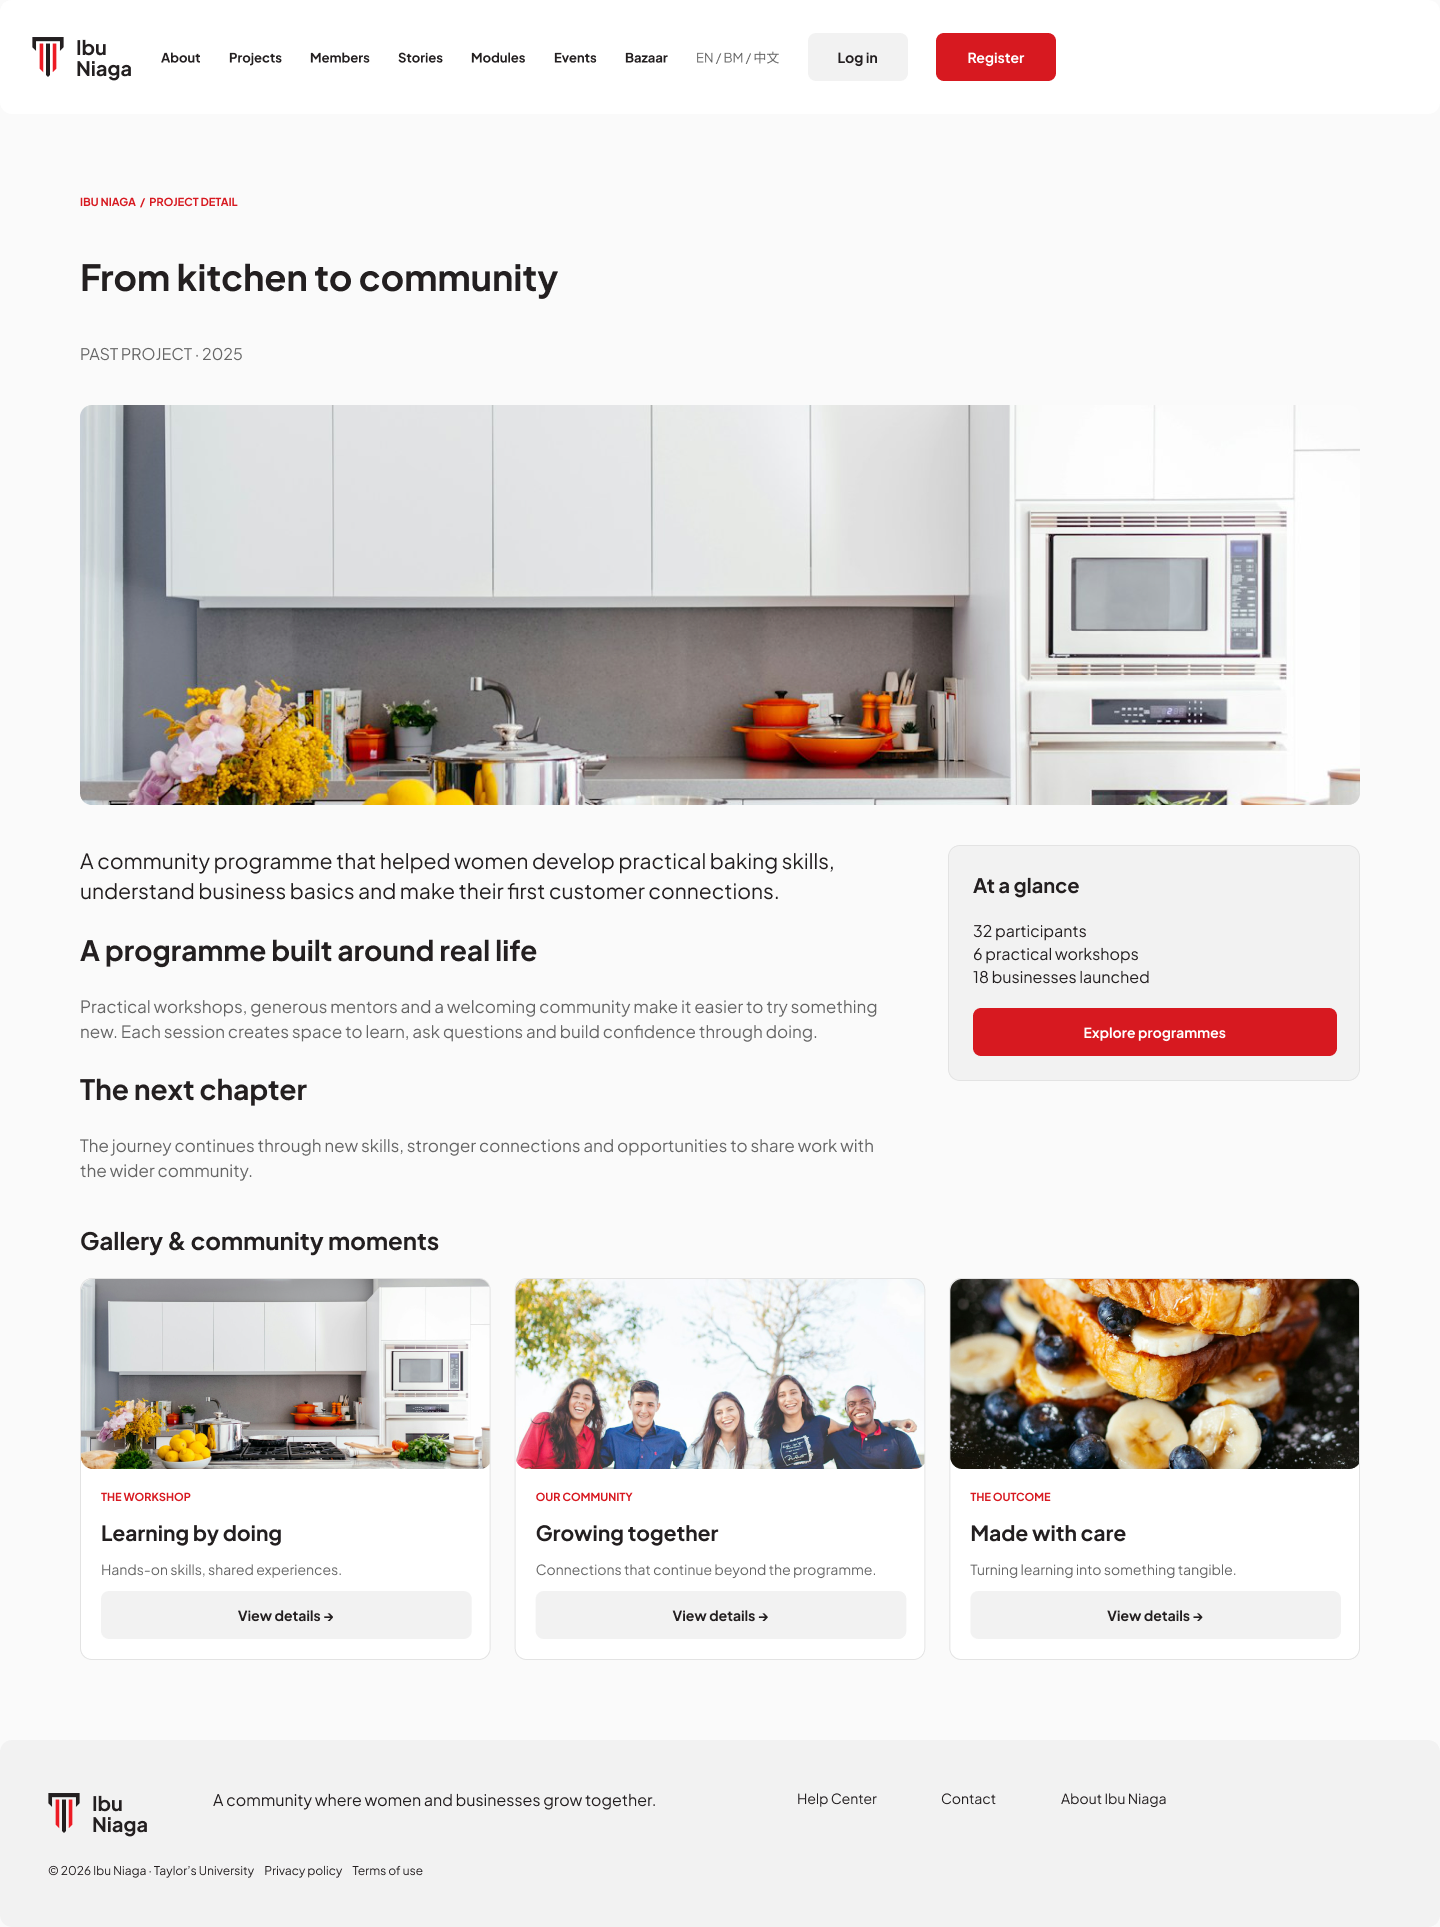 Ibu
Niaga
About Projects Members Stories Modules Events Bazaar EN / BM / 中文 Log in Register
IBU NIAGA / PROJECT DETAIL
From kitchen to community
PAST PROJECT · 2025
A community programme that helped women develop practical baking skills,
understand business basics and make their first customer connections.
A programme built around real life
Practical workshops, generous mentors and a welcoming community make it easier to try something
new. Each session creates space to learn, ask questions and build confidence through doing.
The next chapter
The journey continues through new skills, stronger connections and opportunities to share work with
the wider community.
At a glance
32 participants
6 practical workshops
18 businesses launched
Explore programmes
Gallery & community moments
THE WORKSHOP
Learning by doing
Hands-on skills, shared experiences.
View details →
OUR COMMUNITY
Growing together
Connections that continue beyond the programme.
View details →
THE OUTCOME
Made with care
Turning learning into something tangible.
View details →
Ibu
Niaga
A community where women and businesses grow together.
Help Center Contact About Ibu Niaga
© 2026 Ibu Niaga · Taylor's University Privacy policy Terms of use